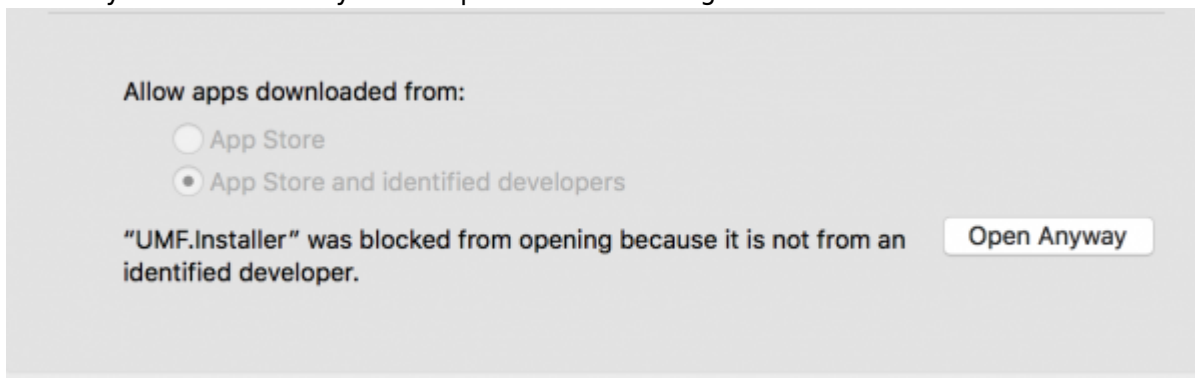 Allow apps downloaded from:
App Store
App Store and identified developers
"UMF.Installer" was blocked from opening because it is not from an
identified developer.
Open Anyway